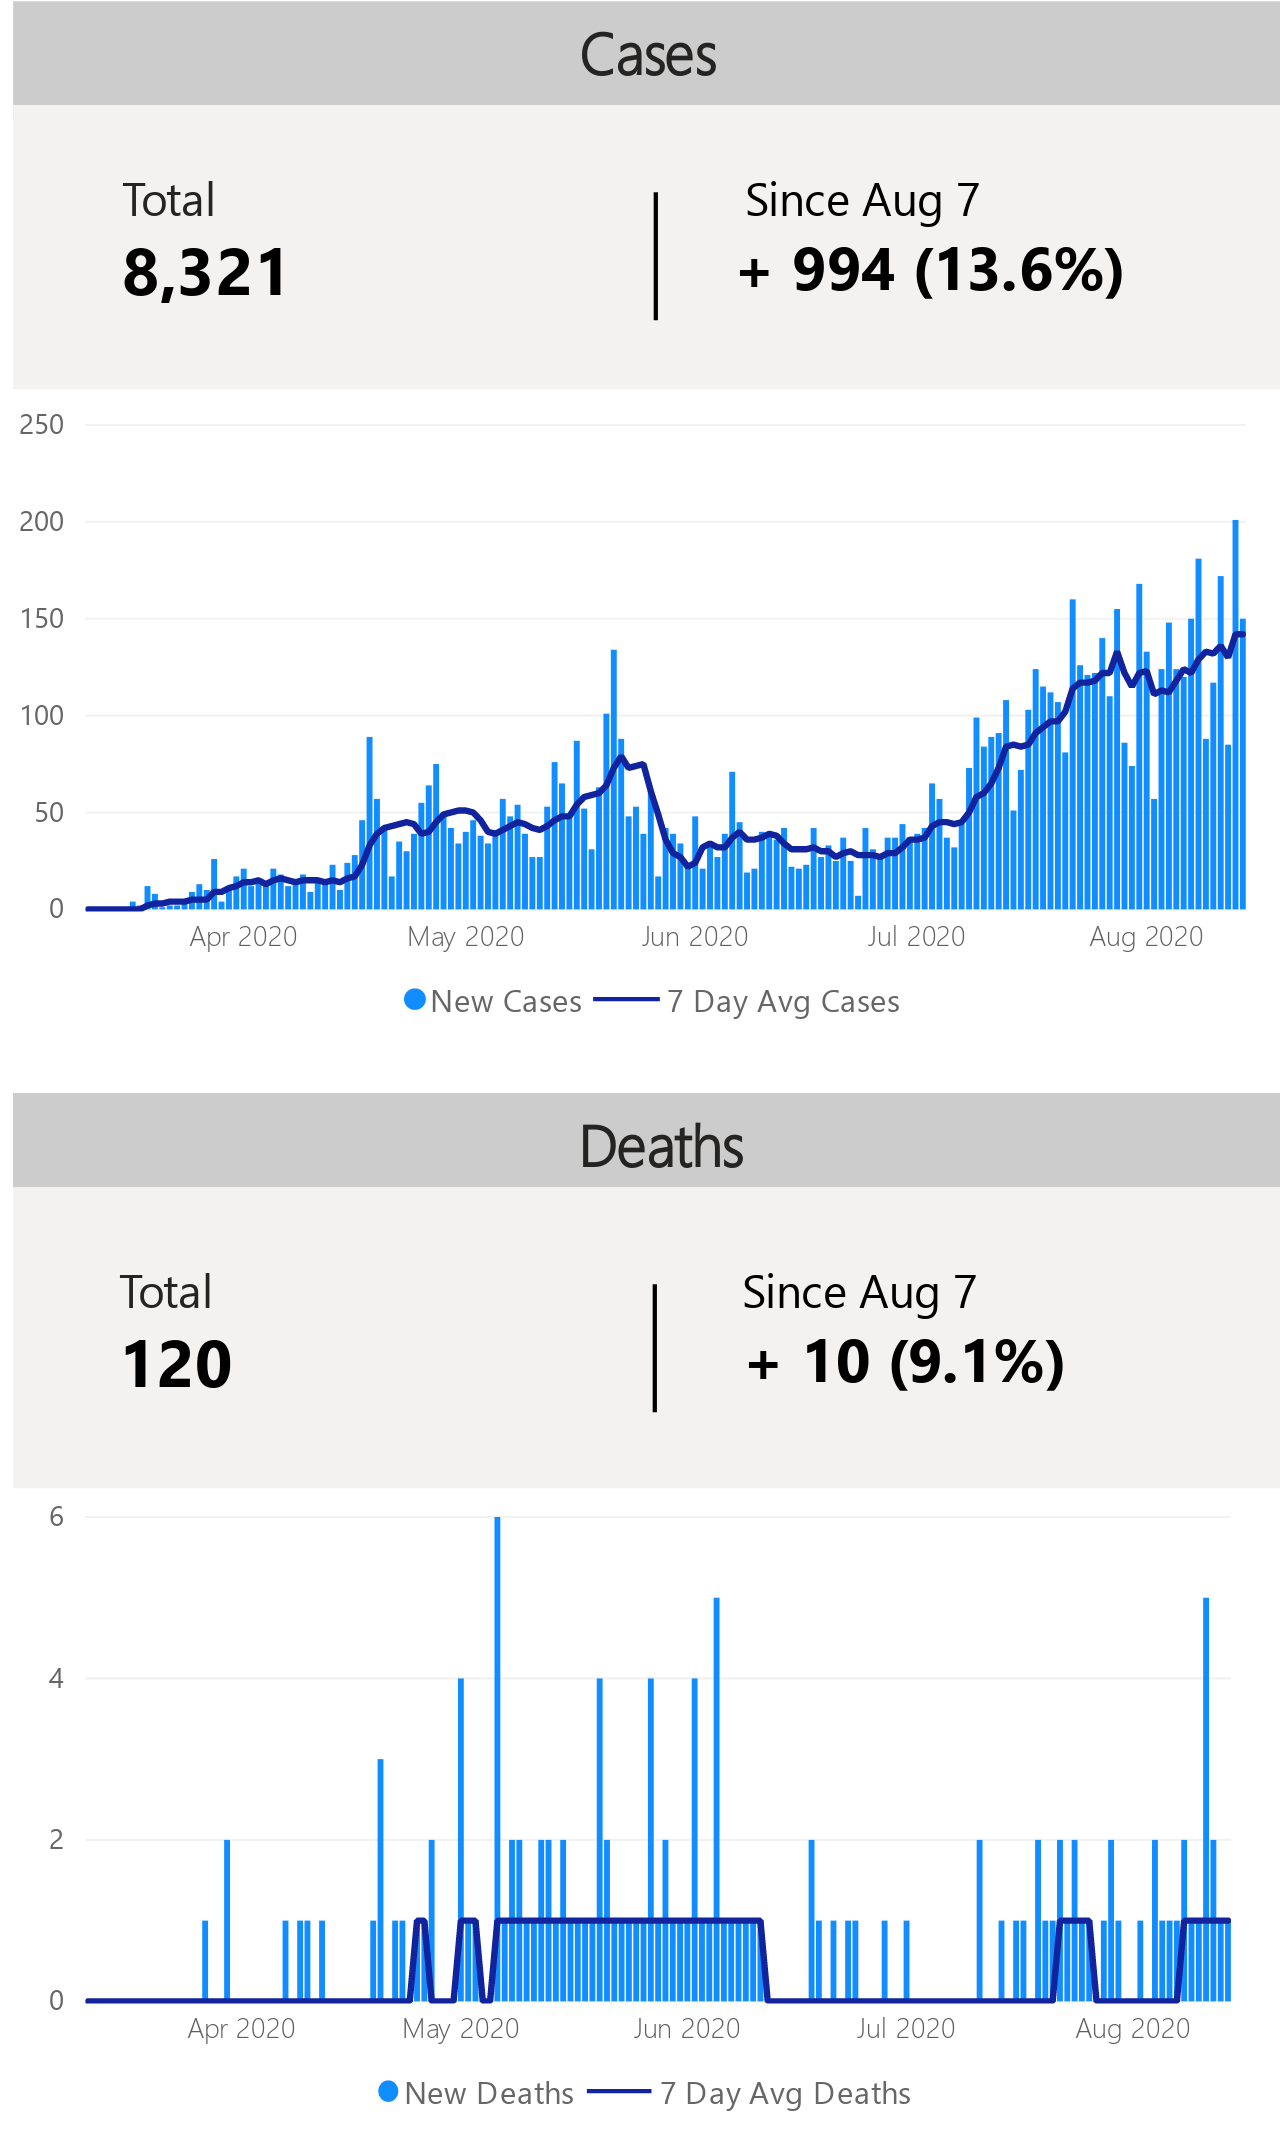 Cases
Total
8,321
Since Aug 7
+ 994 (13.6%)
250
200
150
100
50
0
Apr 2020 May 2020 Jun 2020 Jul 2020 Aug 2020
New Cases 7 Day Avg Cases
Deaths
Total
120
Since Aug 7
+ 10 (9.1%)
6
4
2
0
Apr 2020 May 2020 Jun 2020 Jul 2020 Aug 2020
New Deaths 7 Day Avg Deaths